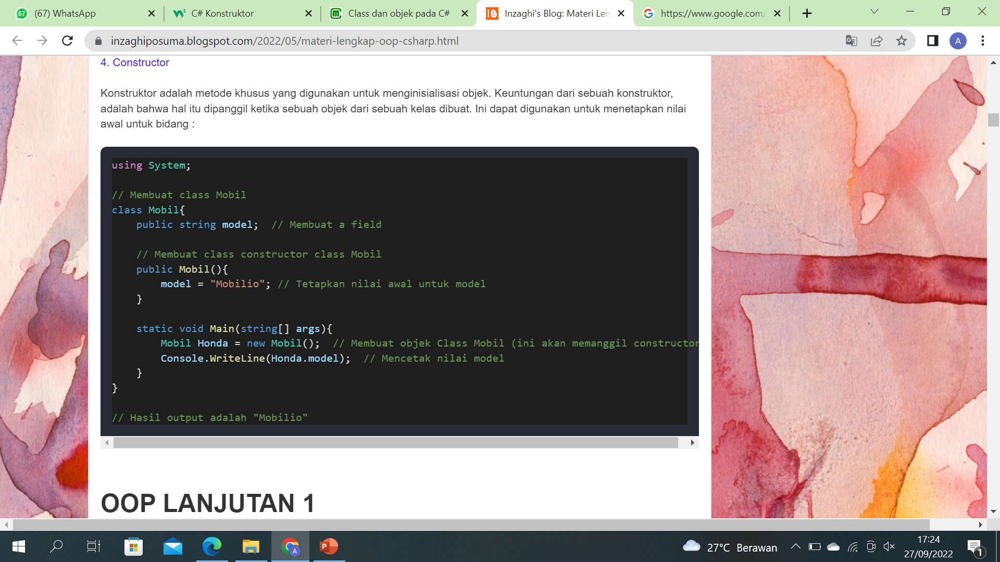 67 (67) WhatsApp
C# Konstruktor
Class dan objek pada C#
Inzaghi's Blog: Materi Len
https://www.google.com/
inzaghiposuma.blogspot.com/2022/05/materi-lengkap-oop-csharp.html
A
4. Constructor
Konstruktor adalah metode khusus yang digunakan untuk menginisialisasi objek. Keuntungan dari sebuah konstruktor,
adalah bahwa hal itu dipanggil ketika sebuah objek dari sebuah kelas dibuat. Ini dapat digunakan untuk menetapkan nilai
awal untuk bidang :
using System;
// Membuat class Mobil
class Mobil{
public string model;  // Membuat a field
// Membuat class constructor class Mobil
public Mobil(){
model = "Mobilio"; // Tetapkan nilai awal untuk model
}
static void Main(string[] args){
Mobil Honda = new Mobil();  // Membuat objek Class Mobil (ini akan memanggil constructor
Console.WriteLine(Honda.model);  // Mencetak nilai model
}
}
// Hasil output adalah "Mobilio"
OOP LANJUTAN 1
27°C Berawan
17:24
27/09/2022
1